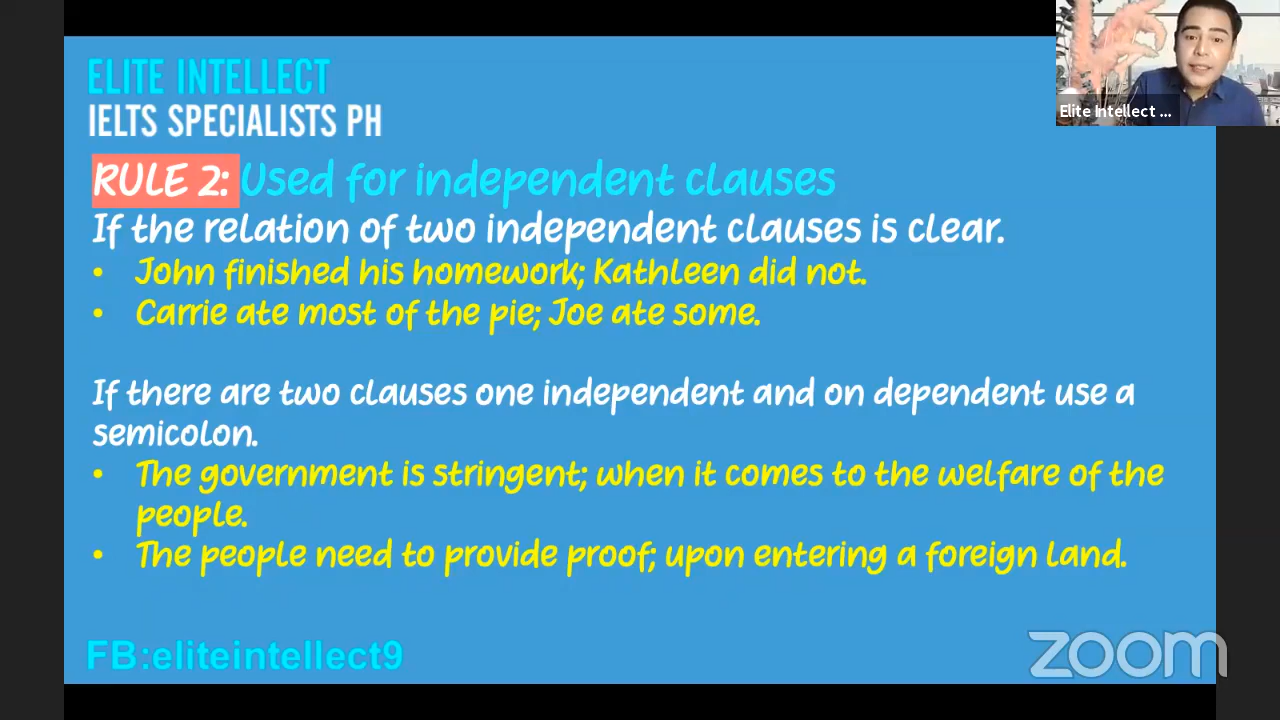 ELITE INTELLECT
IELTS SPECIALISTS PH
Elite Intellect ...
RULE 2: Used for independent clauses
If the relation of two independent clauses is clear.
• John finished his homework; Kathleen did not.
• Carrie ate most of the pie; Joe ate some.
If there are two clauses one independent and on dependent use a
semicolon.
• The government is stringent; when it comes to the welfare of the
people.
• The people need to provide proof; upon entering a foreign land.
FB:eliteintellect9
zoom